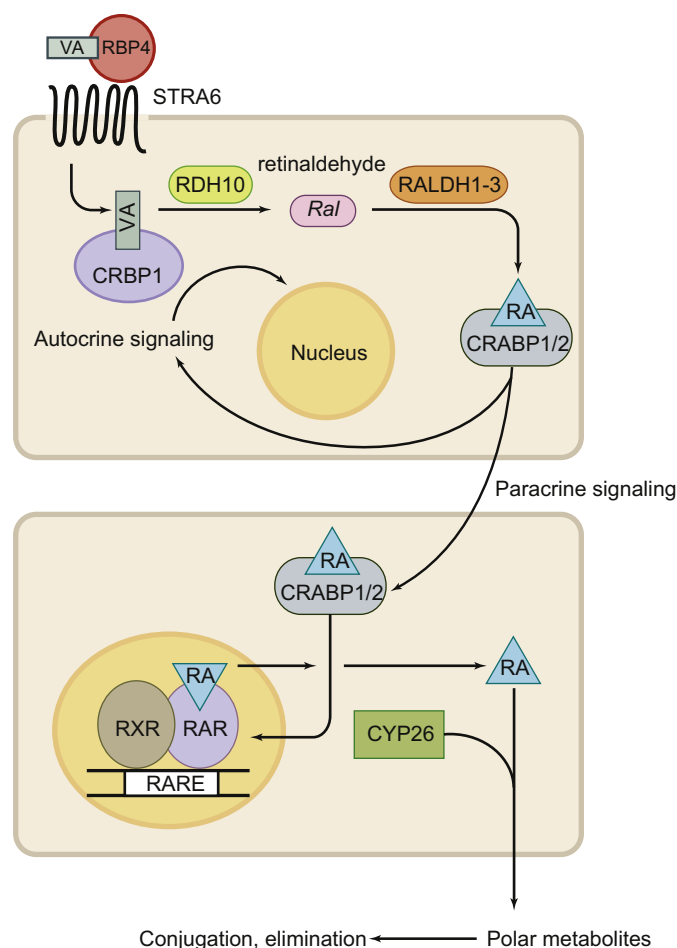 VA
RBP4
STRA6
retinaldehyde
RDH10
RALDH1-3
VA
Ral
CRBP1
RA
CRABP1/2
Autocrine signaling
Nucleus
Paracrine signaling
RA
CRABP1/2
RA
RA
RXR
RAR
CYP26
RARE
Conjugation, elimination
Polar metabolites